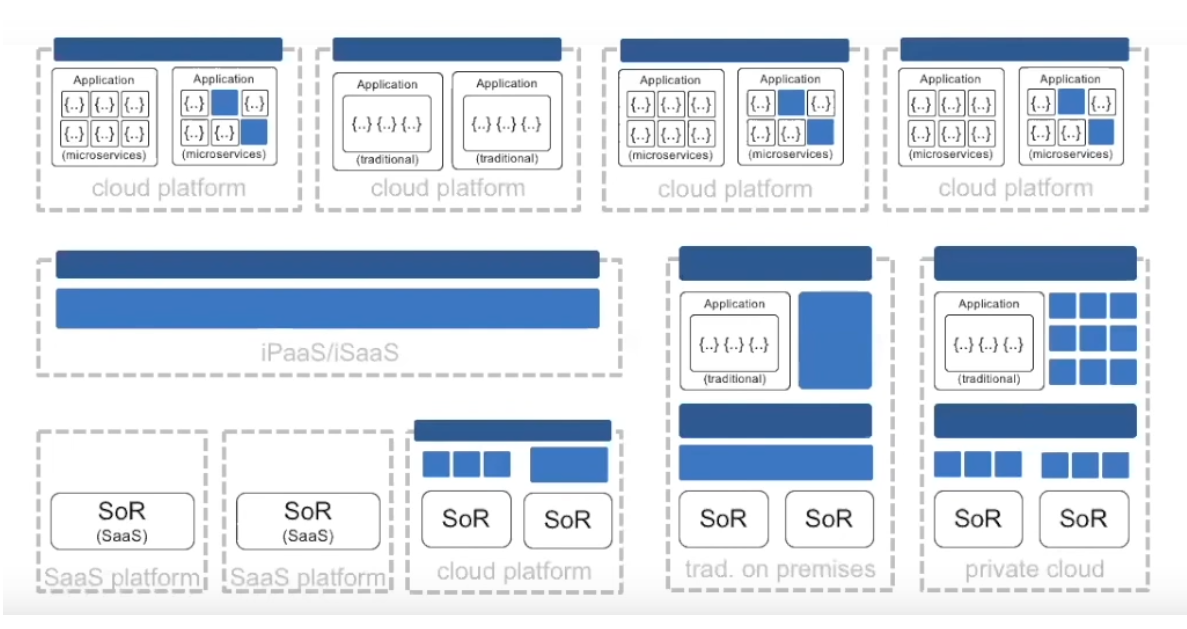 Application
{..} {..} {..}
{..} {..} {..}
(microservices)
Application
{..} {..}
{..} {..}
(microservices)
cloud platform
Application
{..} {..} {..}
(traditional)
Application
{..} {..} {..}
(traditional)
cloud platform
Application
{..} {..} {..}
{..} {..} {..}
(microservices)
Application
{..} {..}
{..} {..}
(microservices)
cloud platform
Application
{..} {..} {..}
{..} {..} {..}
(microservices)
Application
{..} {..}
{..} {..}
(microservices)
cloud platform
iPaaS/iSaaS
SoR
(SaaS)
SaaS platform
SoR
(SaaS)
SaaS platform
SoR
SoR
cloud platform
Application
{..} {..} {..}
(traditional)
SoR
SoR
trad. on premises
Application
{..} {..} {..}
(traditional)
SoR
SoR
private cloud